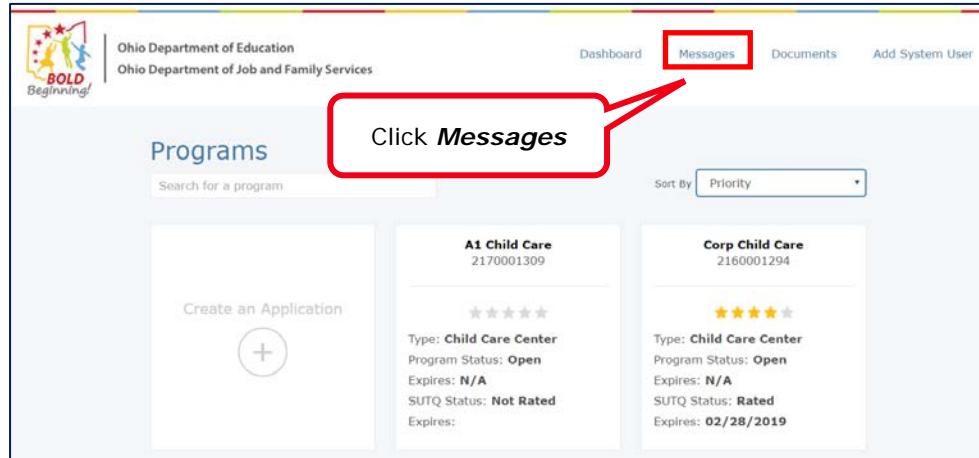 BOLD
Beginning!
Ohio Department of Education
Ohio Department of Job and Family Services
Dashboard
Messages
Documents
Add System User
Click Messages
Programs
Search for a program
Sort By
Priority
Create an Application
A1 Child Care
2170001309
Type: Child Care Center
Program Status: Open
Expires: N/A
SUTQ Status: Not Rated
Expires:
Corp Child Care
2160001294
Type: Child Care Center
Program Status: Open
Expires: N/A
SUTQ Status: Rated
Expires: 02/28/2019